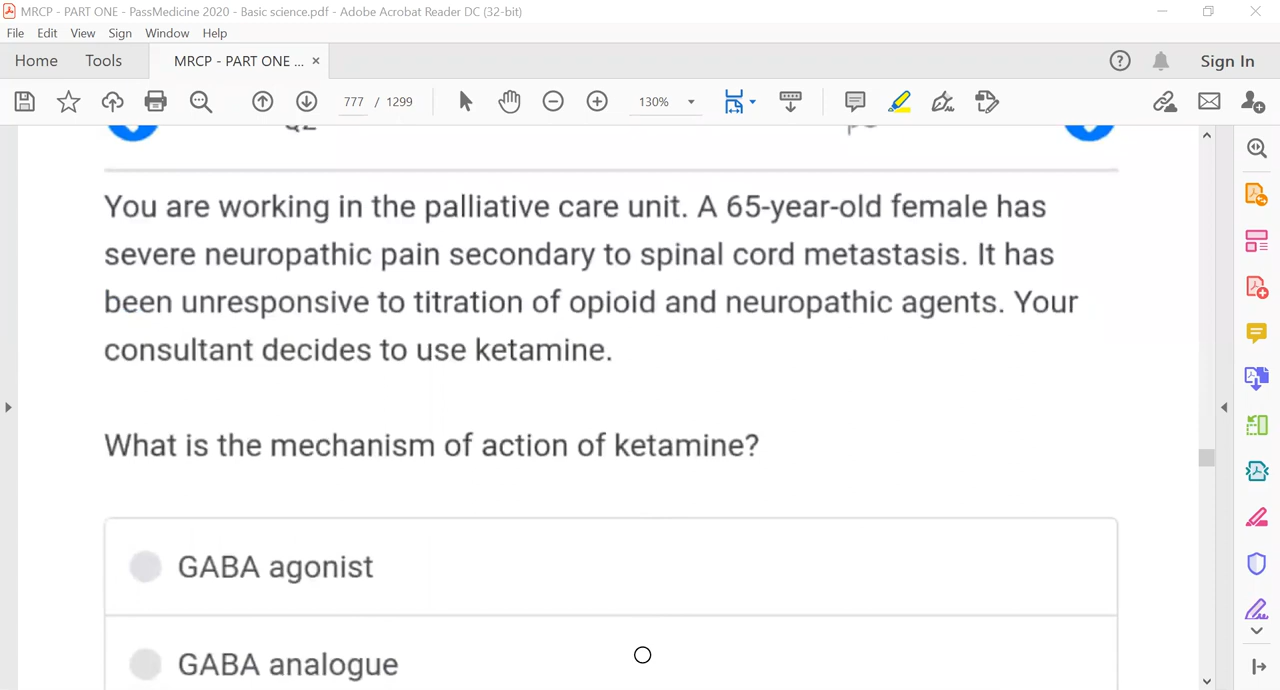 MRCP - PART ONE - PassMedicine 2020 - Basic science.pdf - Adobe Acrobat Reader DC (32-bit)
File Edit View Sign Window Help
Home Tools MRCP - PART ONE ... × Sign In
777 / 1299 130%
You are working in the palliative care unit. A 65-year-old female has
severe neuropathic pain secondary to spinal cord metastasis. It has
been unresponsive to titration of opioid and neuropathic agents. Your
consultant decides to use ketamine.
What is the mechanism of action of ketamine?
GABA agonist
GABA analogue